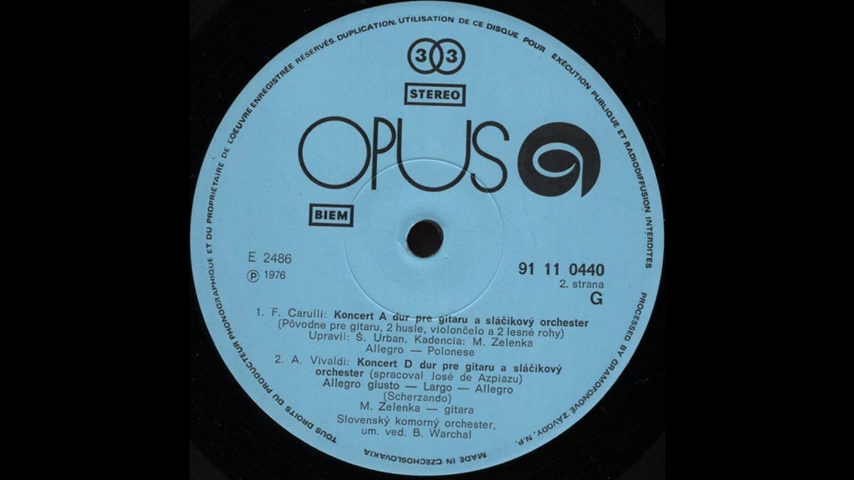 TOUS DROITS DU PRODUCTEUR PHONOGRAPHIQUE ET DU PROPRIÉTAIRE DE L'OEUVRE ENREGISTRÉE RÉSERVÉS. DUPLICATION, UTILISATION DE CE DISQUE POUR EXÉCUTION PUBLIQUE ET RADIODIFFUSION INTERDITES
33
STEREO
OPUS
BIEM
E 2486
℗ 1976
91 11 0440
2. strana
G
1. F. Carulli: Koncert A dur pre gitaru a sláčikový orchester
(Pôvodne pre gitaru, 2 husle, violončelo a 2 lesné rohy)
Upravil: Š. Urban. Kadencia: M. Zelenka
Allegro — Polonese
2. A. Vivaldi: Koncert D dur pre gitaru a sláčikový
orchester (spracoval José de Azpiazu)
Allegro giusto — Largo — Allegro
(Scherzando)
M. Zelenka — gitara
Slovenský komorný orchester,
um. ved. B. Warchal
PROCESSED BY GRAMOFONOVÉ ZÁVODY, N.P.
MADE IN CZECHOSLOVAKIA